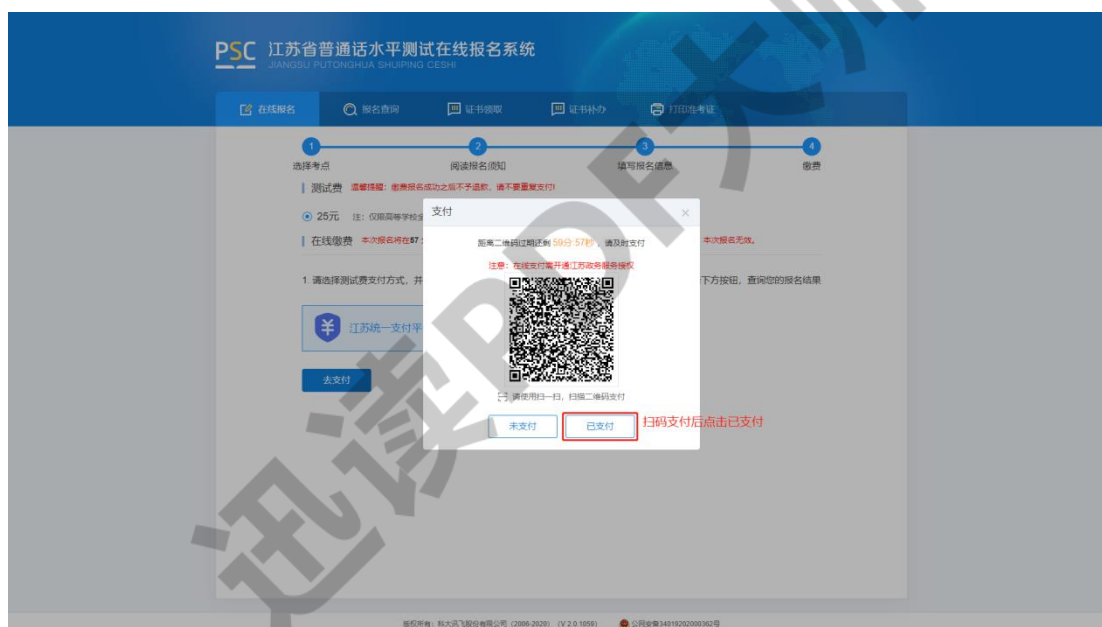 PSC 江苏省普通话水平测试在线报名系统
JIANGSU PUTONGHUA SHUIPING CESHI
在线报名 报名查询 证书领取 证书补办 打印准考证
1 2 3 4
选择考点 阅读报名须知 填写报名信息 缴费
测试费 温馨提醒：缴费报名成功之后不予退款，请不要重复支付!
25元 注：仅限高等学校全
支付 ×
在线缴费 本次报名将在57： 本次报名无效。
距离二维码过期还剩 59分 57秒，请及时支付
注意：在线支付需开通江苏政务服务授权
1. 请选择测试费支付方式，并 下方按钮，查询您的报名结果
江苏统一支付平
去支付
请使用扫一扫，扫描二维码支付
未支付 已支付 扫码支付后点击已支付
版权所有：科大讯飞股份有限公司（2006-2020）（V 2.0.1059） 公网安备34019202000362号
迅读PDF大师